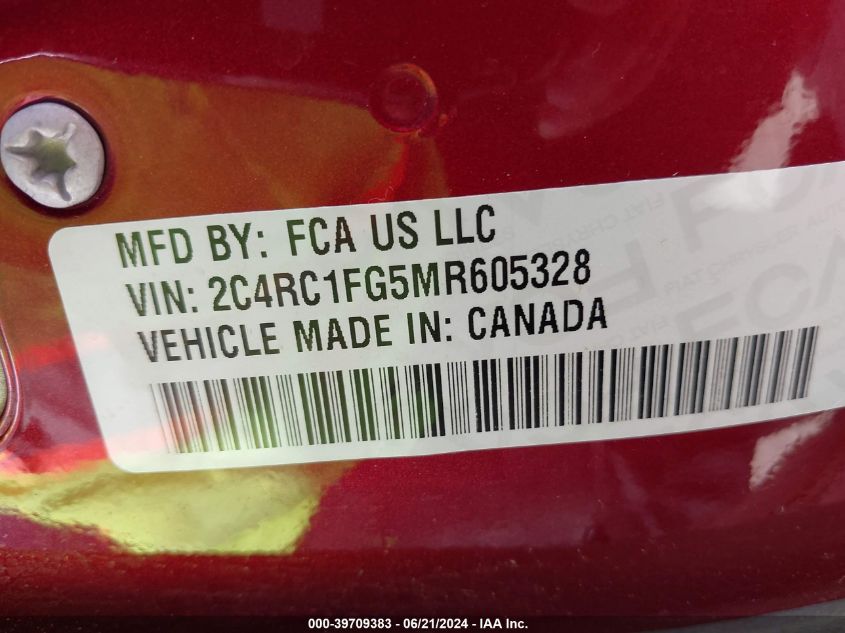 MFD BY: FCA US LLC
VIN: 2C4RC1FG5MR605328
VEHICLE MADE IN: CANADA
000-39709383 - 06/21/2024 - IAA Inc.